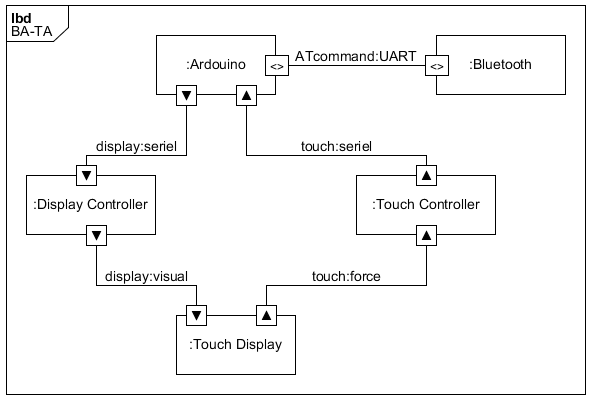 Ibd
BA-TA
:Ardouino
<>
ATcommand:UART
<>
:Bluetooth
display:seriel
touch:seriel
:Display Controller
:Touch Controller
display:visual
touch:force
:Touch Display